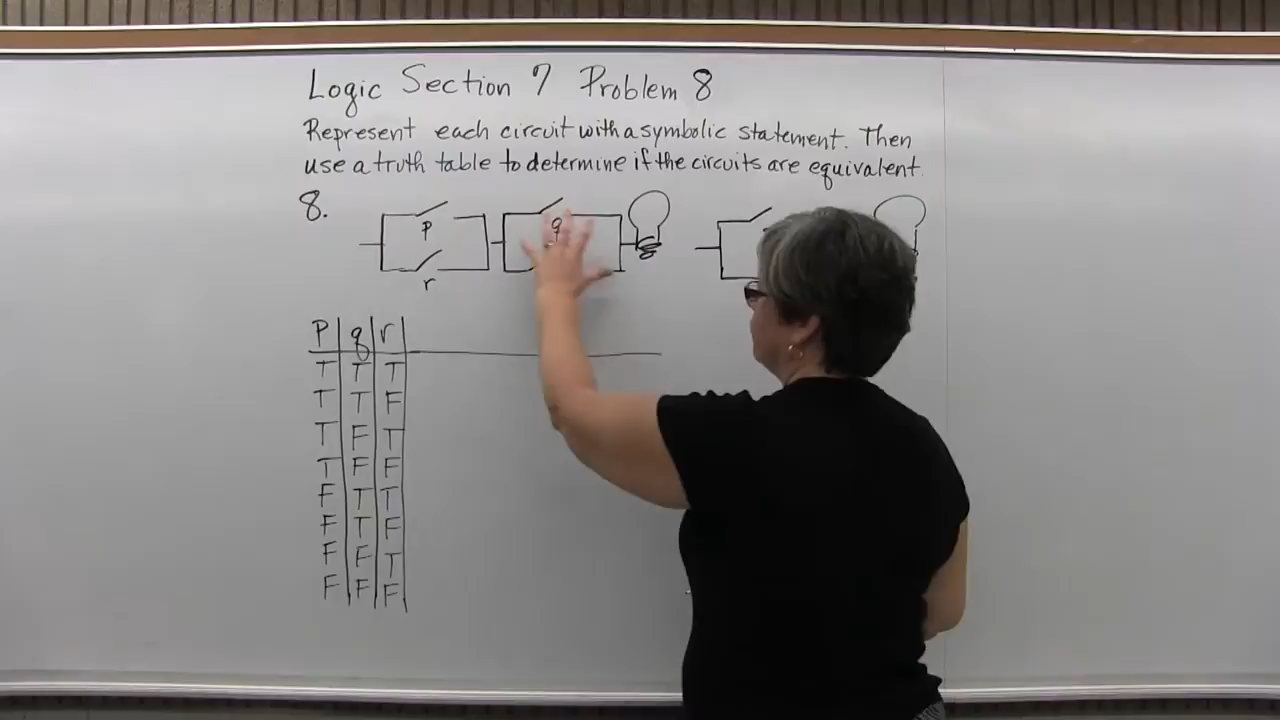 Logic Section 7 Problem 8
Represent each circuit with a symbolic statement. Then
use a truth table to determine if the circuits are equivalent.
8.
p q
r
P q r
T T T
T T F
T F T
T F F
F T T
F T F
F F T
F F F